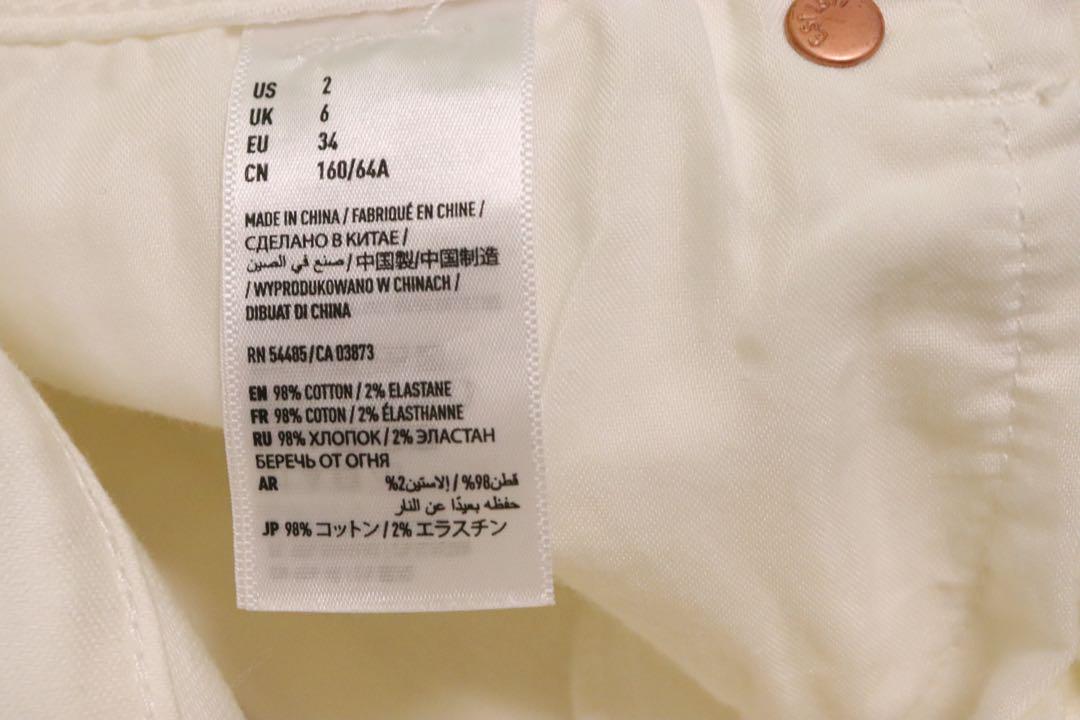 US 2
UK 6
EU 34
CN 160/64A
MADE IN CHINA / FABRIQUÉ EN CHINE /
СДЕЛАНО В КИТАЕ /
صنع في الصين / 中国製/中国制造
/ WYPRODUKOWANO W CHINACH /
DIBUAT DI CHINA
RN 54485/CA 03873
EN 98% COTTON / 2% ELASTANE
FR 98% COTON / 2% ÉLASTHANNE
RU 98% ХЛОПОК / 2% ЭЛАСТАН
БЕРЕЧЬ ОТ ОГНЯ
AR قطن98% / إلاستين2%
حفظه بعيدًا عن النار
JP 98% コットン / 2% エラスチン